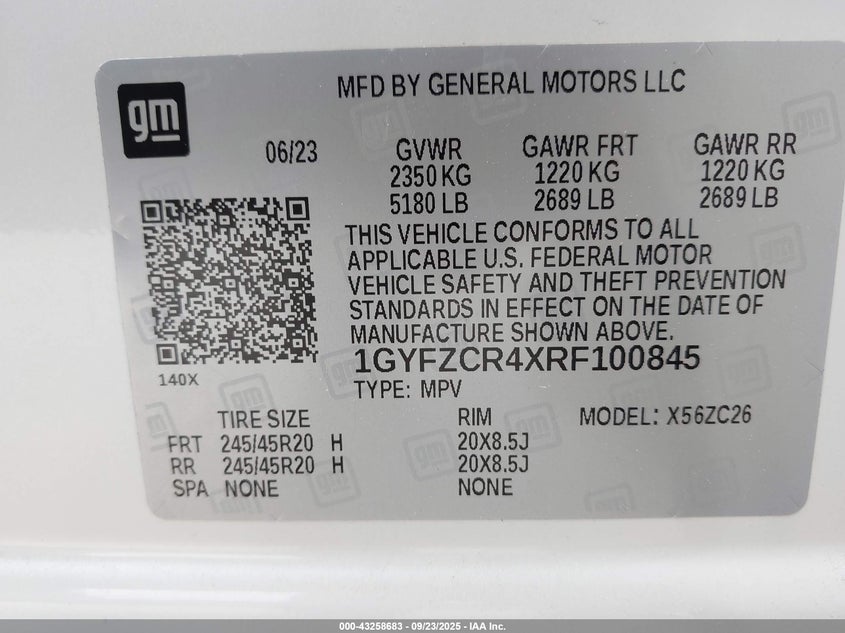 gm
MFD BY GENERAL MOTORS LLC
06/23 GVWR GAWR FRT GAWR RR
2350 KG 1220 KG 1220 KG
5180 LB 2689 LB 2689 LB
THIS VEHICLE CONFORMS TO ALL
APPLICABLE U.S. FEDERAL MOTOR
VEHICLE SAFETY AND THEFT PREVENTION
STANDARDS IN EFFECT ON THE DATE OF
MANUFACTURE SHOWN ABOVE.
1GYFZCR4XRF100845
140X
TYPE: MPV
TIRE SIZE RIM MODEL: X56ZC26
FRT 245/45R20 H 20X8.5J
RR 245/45R20 H 20X8.5J
SPA NONE NONE
000-43258683 - 09/23/2025 - IAA Inc.